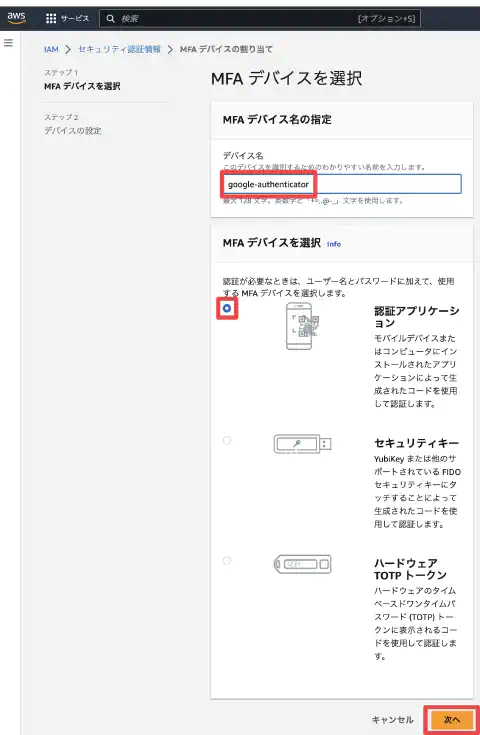 aws
サービス
検索
[オプション+S]
IAM > セキュリティ認証情報 > MFA デバイスの割り当て
ステップ 1
MFA デバイスを選択
ステップ 2
デバイスの設定
MFA デバイスを選択
MFA デバイス名の指定
デバイス名
このデバイスを識別するためのわかりやすい名前を入力します。
google-authenticator
最大 128 文字。英数字と「+=,.@-_」文字を使用します。
MFA デバイスを選択 Info
認証が必要なときは、ユーザー名とパスワードに加えて、使用
する MFA デバイスを選択します。
認証アプリケーシ
ョン
モバイルデバイスまた
はコンピュータにイン
ストールされたアプリ
ケーションによって生
成されたコードを使用
して認証します。
セキュリティキー
YubiKey または他のサ
ポートされている FIDO
セキュリティキーにタ
ッチすることによって
生成されたコードを使
用して認証します。
ハードウェア
TOTP トークン
ハードウェアのタイム
ベースドワンタイムパ
スワード (TOTP) トー
クンに表示されるコー
ドを使用して認証しま
す。
キャンセル
次へ